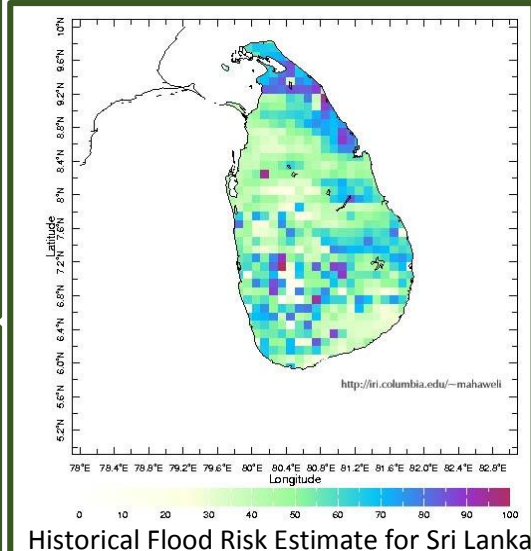 10°N
9.6°N
9.2°N
8.8°N
8.4°N
8°N
7.6°N
7.2°N
6.8°N
6.4°N
6.0°N
5.6°N
5.2°N
Latitude
http://iri.columbia.edu/~mahaweli
78°E 78.4°E 78.8°E 79.2°E 79.6°E 80°E 80.4°E 80.8°E 81.2°E 81.6°E 82.0°E 82.4°E 82.8°E
Longitude
0 10 20 30 40 50 60 70 80 90 100
Historical Flood Risk Estimate for Sri Lanka